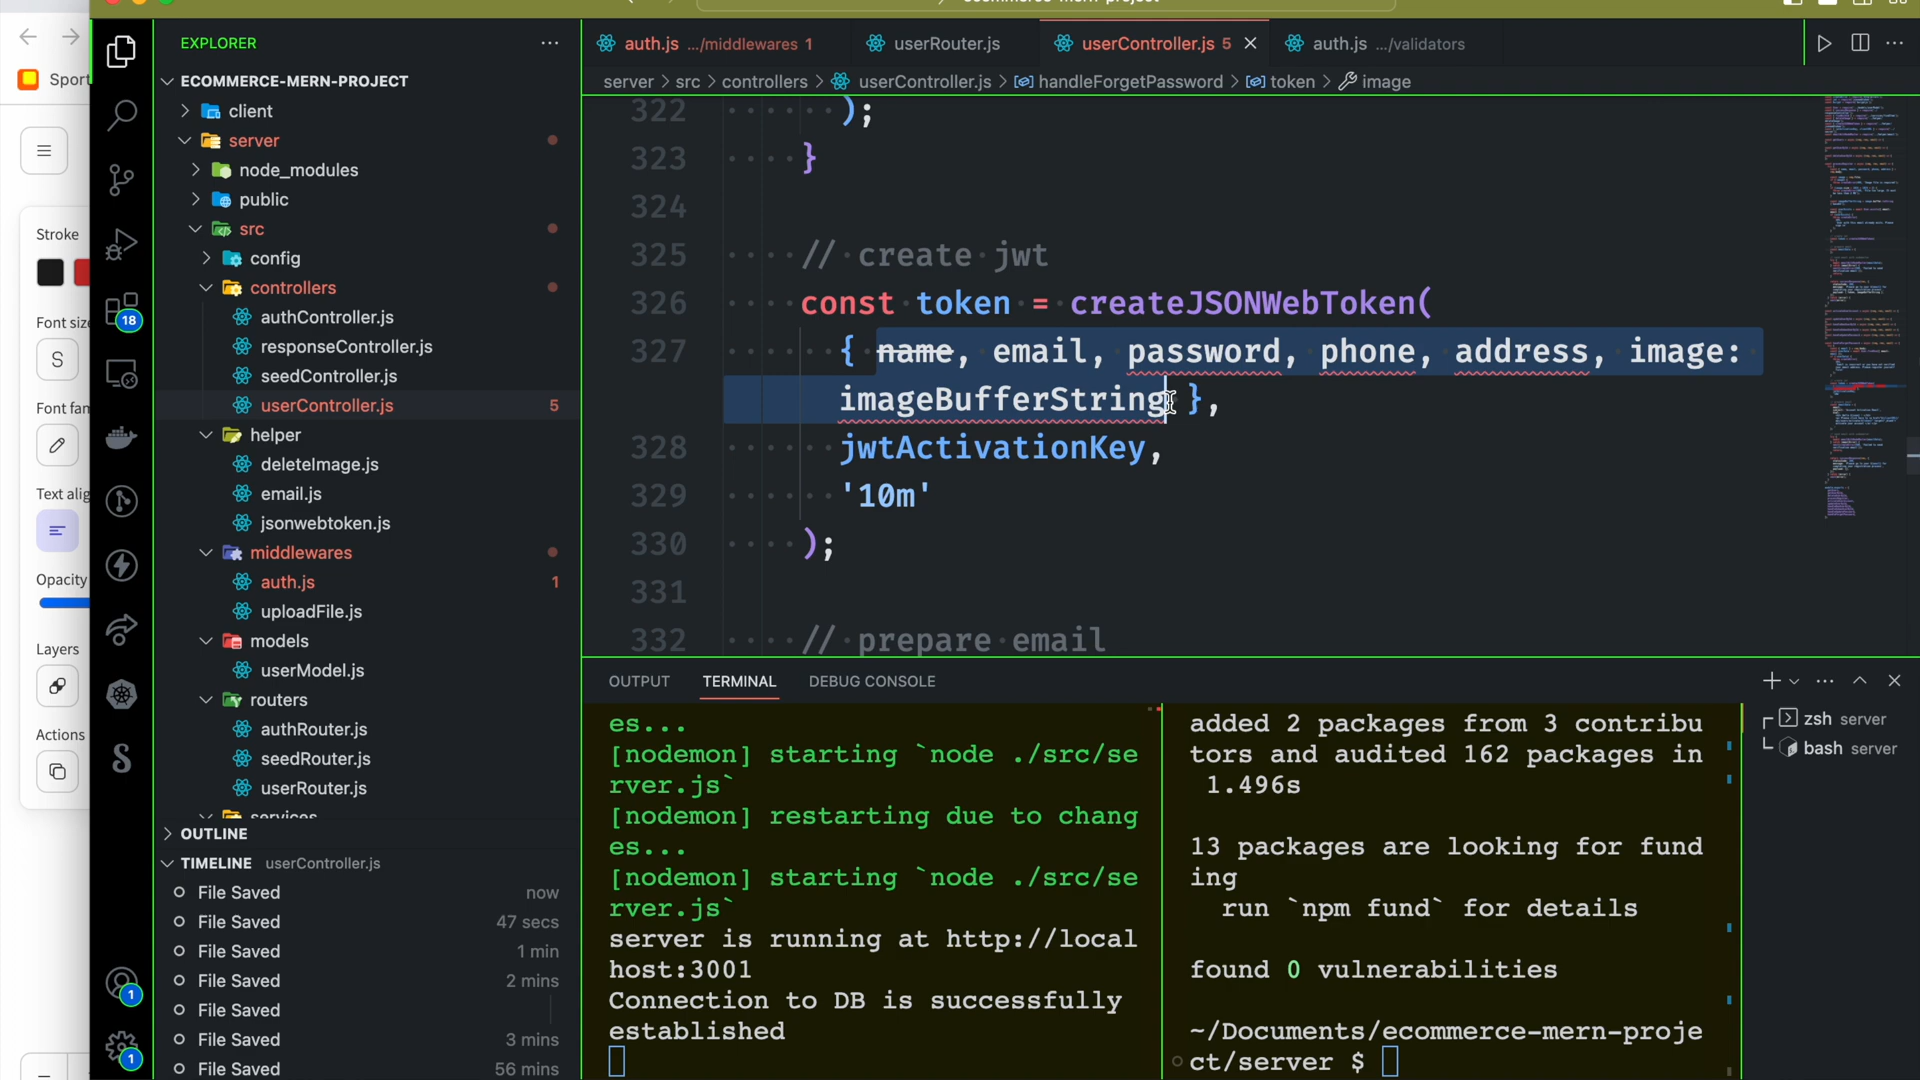 Sport
Stroke
Font size
S
Font fam
Text alig
Opacity
Layers
Actions
EXPLORER
ECOMMERCE-MERN-PROJECT
client
server
node_modules
public
src
config
controllers
authController.js
responseController.js
seedController.js
userController.js 5
helper
deleteImage.js
email.js
jsonwebtoken.js
middlewares
auth.js 1
uploadFile.js
models
userModel.js
routers
authRouter.js
seedRouter.js
userRouter.js
services
OUTLINE
TIMELINE userController.js
File Saved now
File Saved 47 secs
File Saved 1 min
File Saved 2 mins
File Saved
File Saved 3 mins
File Saved 56 mins
18
1
1
auth.js .../middlewares 1
userRouter.js
userController.js 5
auth.js .../validators
server > src > controllers > userController.js > handleForgetPassword > token > image
322 );
323 }
324
325 // create jwt
326 const token = createJSONWebToken(
327 { name, email, password, phone, address, image:
imageBufferString },
328 jwtActivationKey,
329 '10m'
330 );
331
332 // prepare email
OUTPUT TERMINAL DEBUG CONSOLE
es...
[nodemon] starting `node ./src/se
rver.js`
[nodemon] restarting due to chang
es...
[nodemon] starting `node ./src/se
rver.js`
server is running at http://local
host:3001
Connection to DB is successfully
established
added 2 packages from 3 contribu
tors and audited 162 packages in
1.496s
13 packages are looking for fund
ing
run `npm fund` for details
found 0 vulnerabilities
~/Documents/ecommerce-mern-proje
ct/server $
zsh server
bash server